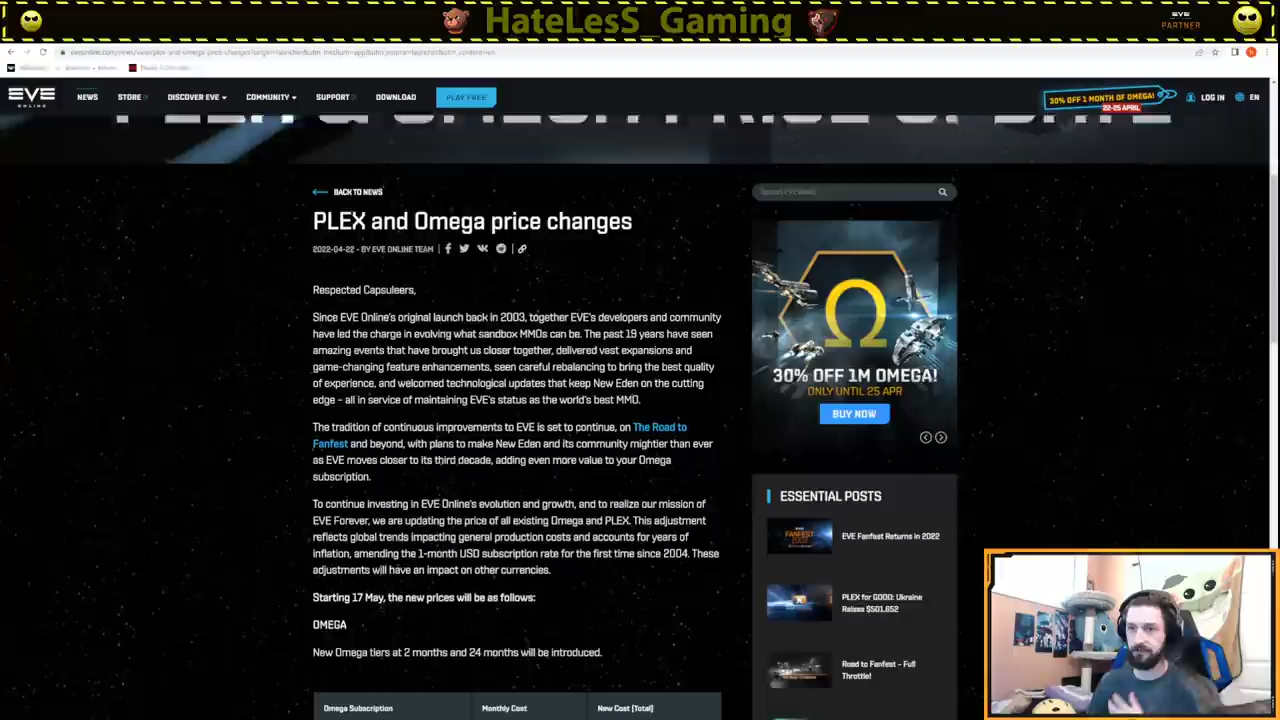 HateLesS_Gaming
EVE
PARTNER
EVE
ONLINE
NEWS
STORE
DISCOVER EVE
COMMUNITY
SUPPORT
DOWNLOAD
PLAY FREE
30% OFF 1 MONTH OF OMEGA!
22-25 APRIL
LOG IN
EN
BACK TO NEWS
PLEX and Omega price changes
2022-04-22 - BY EVE ONLINE TEAM
Respected Capsuleers,
Since EVE Online's original launch back in 2003, together EVE's developers and community
have led the charge in evolving what sandbox MMOs can be. The past 19 years have seen
amazing events that have brought us closer together, delivered vast expansions and
game-changing feature enhancements, seen careful rebalancing to bring the best quality
of experience, and welcomed technological updates that keep New Eden on the cutting
edge – all in service of maintaining EVE's status as the world's best MMO.
The tradition of continuous improvements to EVE is set to continue, on The Road to
Fanfest and beyond, with plans to make New Eden and its community mightier than ever
as EVE moves closer to its third decade, adding even more value to your Omega
subscription.
To continue investing in EVE Online's evolution and growth, and to realize our mission of
EVE Forever, we are updating the price of all existing Omega and PLEX. This adjustment
reflects global trends impacting general production costs and accounts for years of
inflation, amending the 1-month USD subscription rate for the first time since 2004. These
adjustments will have an impact on other currencies.
Starting 17 May, the new prices will be as follows:
OMEGA
New Omega tiers at 2 months and 24 months will be introduced.
Omega Subscription
Monthly Cost
New Cost (Total)
Ω
30% OFF 1M OMEGA!
ONLY UNTIL 25 APR
BUY NOW
ESSENTIAL POSTS
EVE Fanfest Returns in 2022
PLEX for GOOD: Ukraine
Raises $501,652
Road to Fanfest – Full
Throttle!